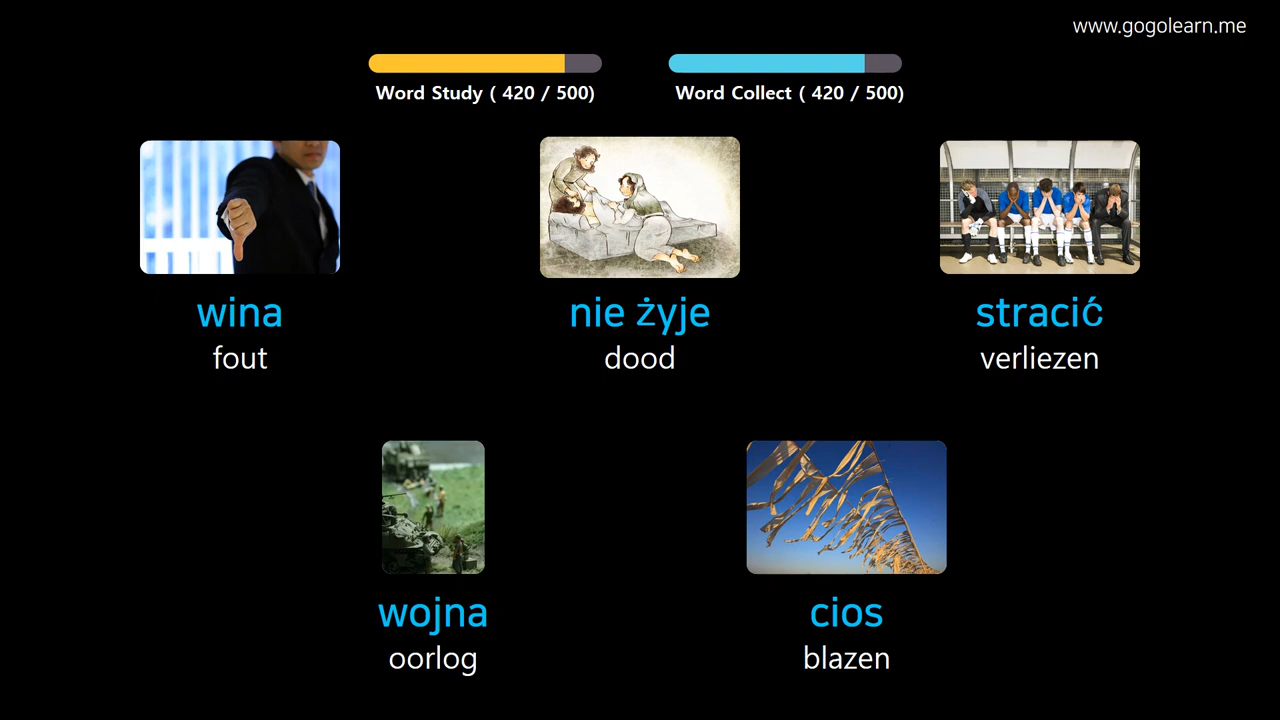 www.gogolearn.me
Word Study ( 420 / 500)
Word Collect ( 420 / 500)
wina
fout
nie żyje
dood
stracić
verliezen
wojna
oorlog
cios
blazen